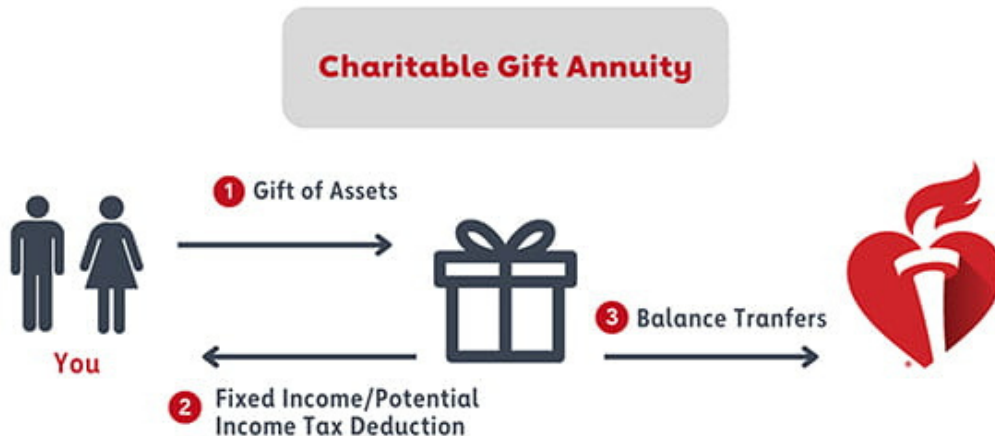 Charitable Gift Annuity
1 Gift of Assets
You
3 Balance Tranfers
2 Fixed Income/Potential
Income Tax Deduction